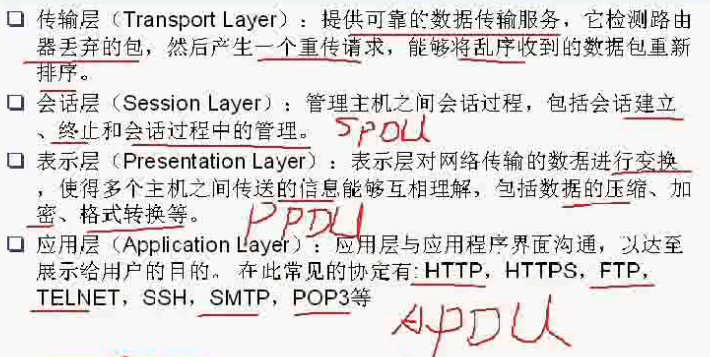 传输层（Transport Layer）：提供可靠的数据传输服务，它检测路由
器丢弃的包，然后产生一个重传请求，能够将乱序收到的数据包重新
排序。
会话层（Session Layer）：管理主机之间会话过程，包括会话建立
、终止和会话过程中的管理。 SPDU
表示层（Presentation Layer）：表示层对网络传输的数据进行变换
，使得多个主机之间传送的信息能够互相理解，包括数据的压缩、加
密、格式转换等。 PPDU
应用层（Application Layer）：应用层与应用程序界面沟通，以达至
展示给用户的目的。 在此常见的协定有: HTTP，HTTPS，FTP，
TELNET，SSH，SMTP，POP3等
APDU